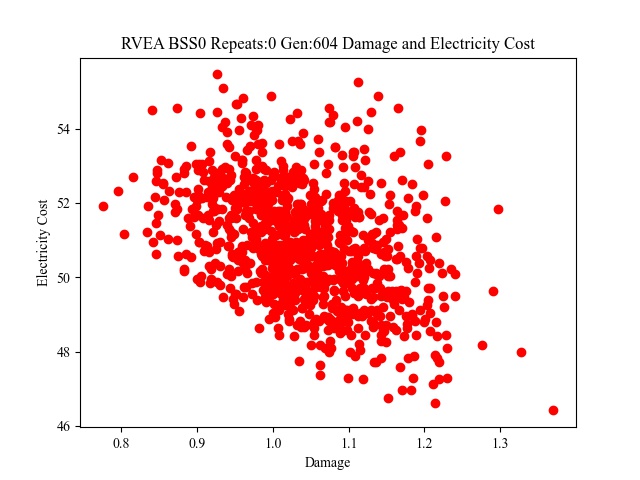 RVEA BSS0 Repeats:0 Gen:604 Damage and Electricity Cost
54
52
50
48
46
Electricity Cost
0.8 0.9 1.0 1.1 1.2 1.3
Damage